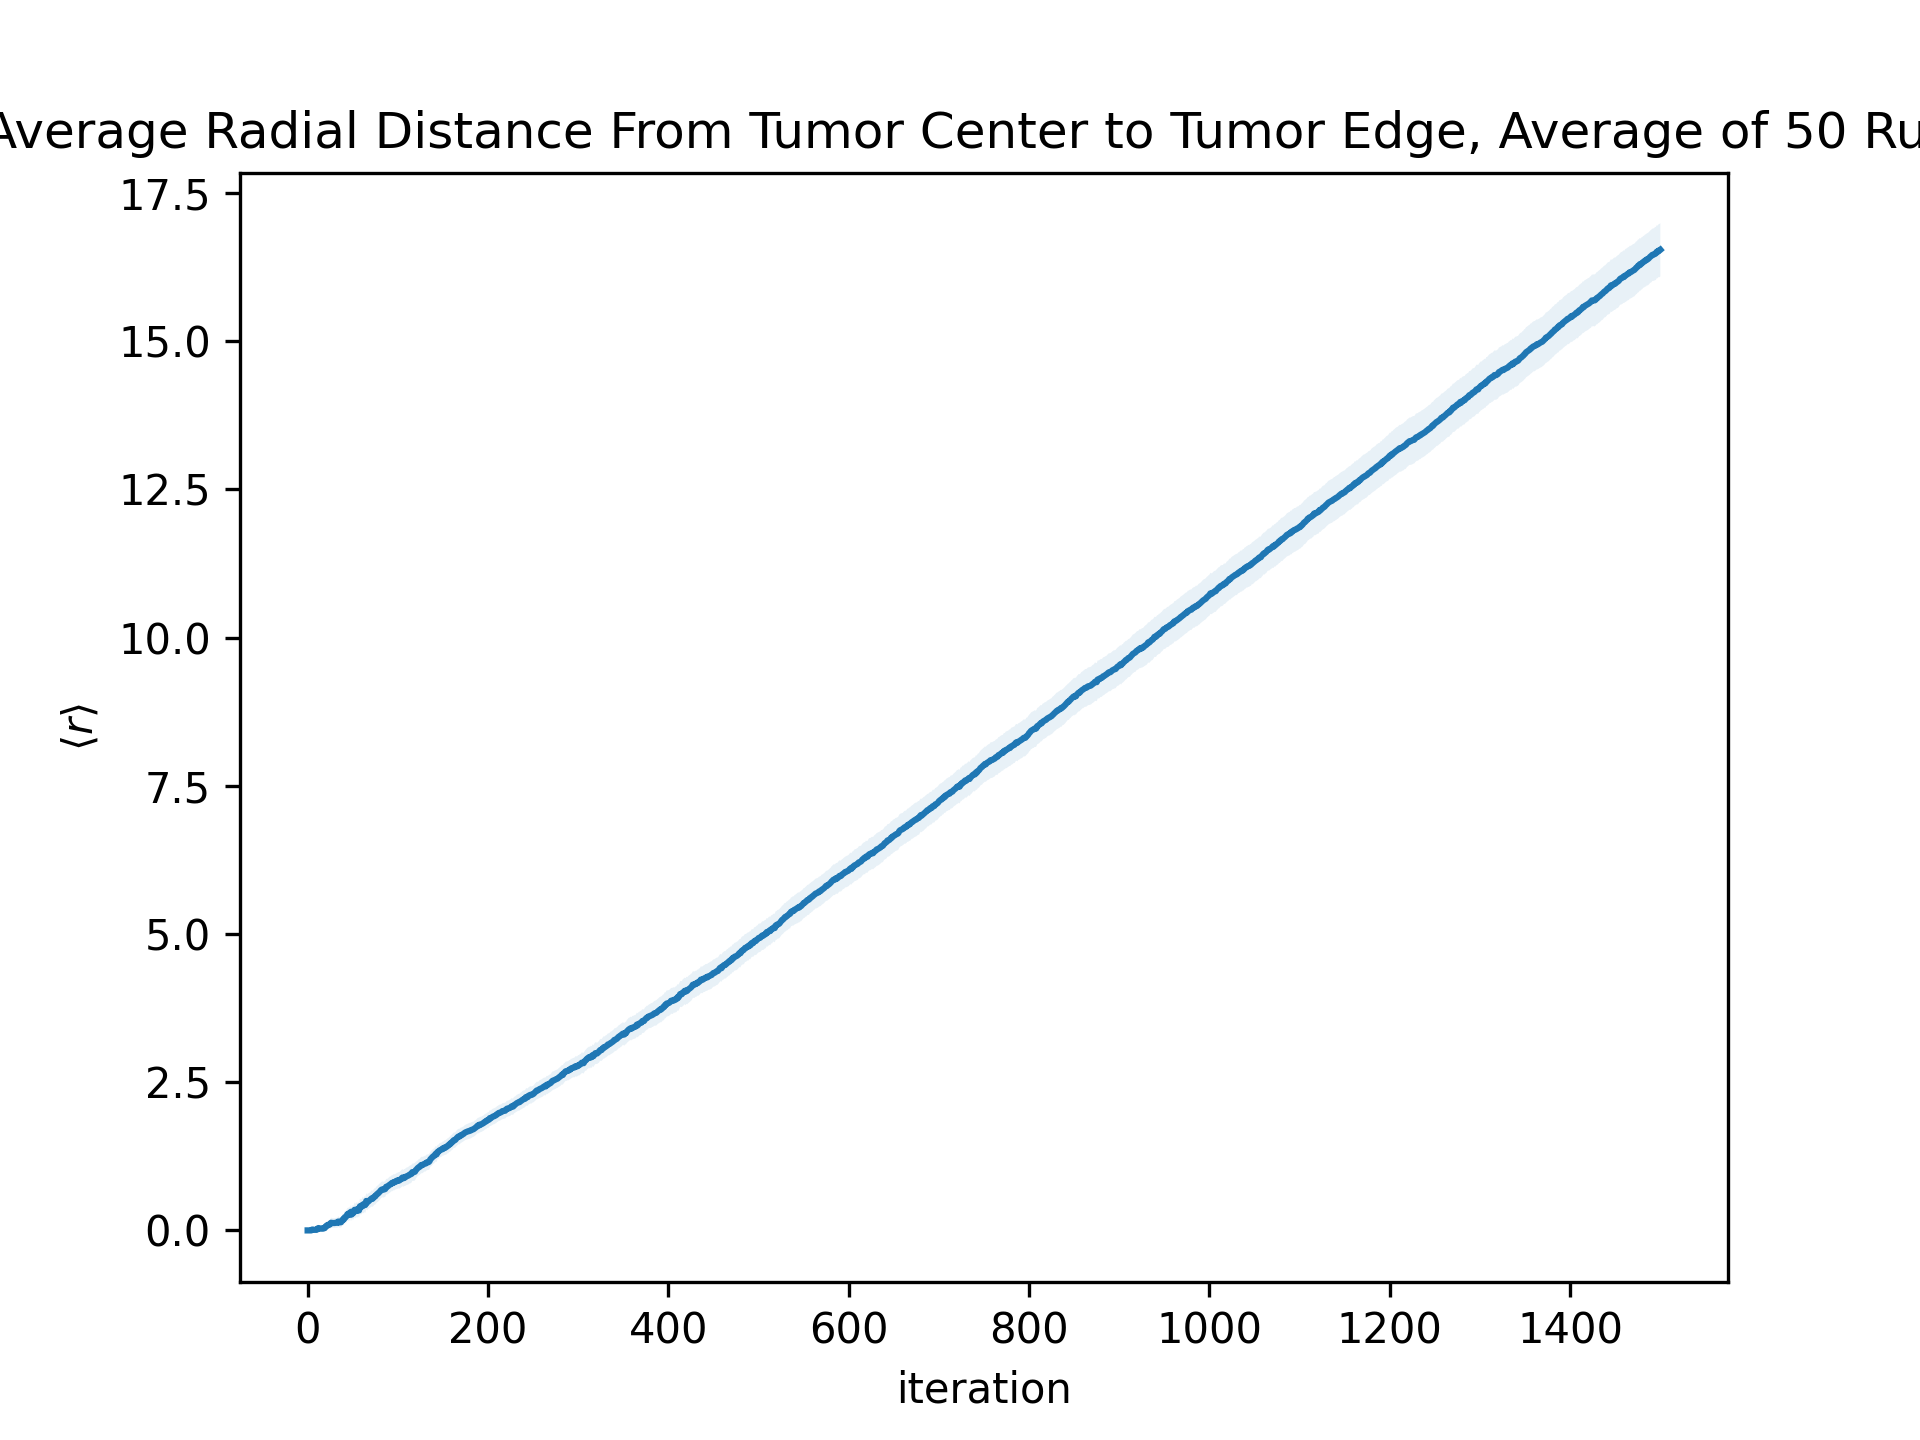 Average Radial Distance From Tumor Center to Tumor Edge, Average of 50 Ru
17.5
15.0
12.5
10.0
7.5
5.0
2.5
0.0
⟨r⟩
0 200 400 600 800 1000 1200 1400
iteration